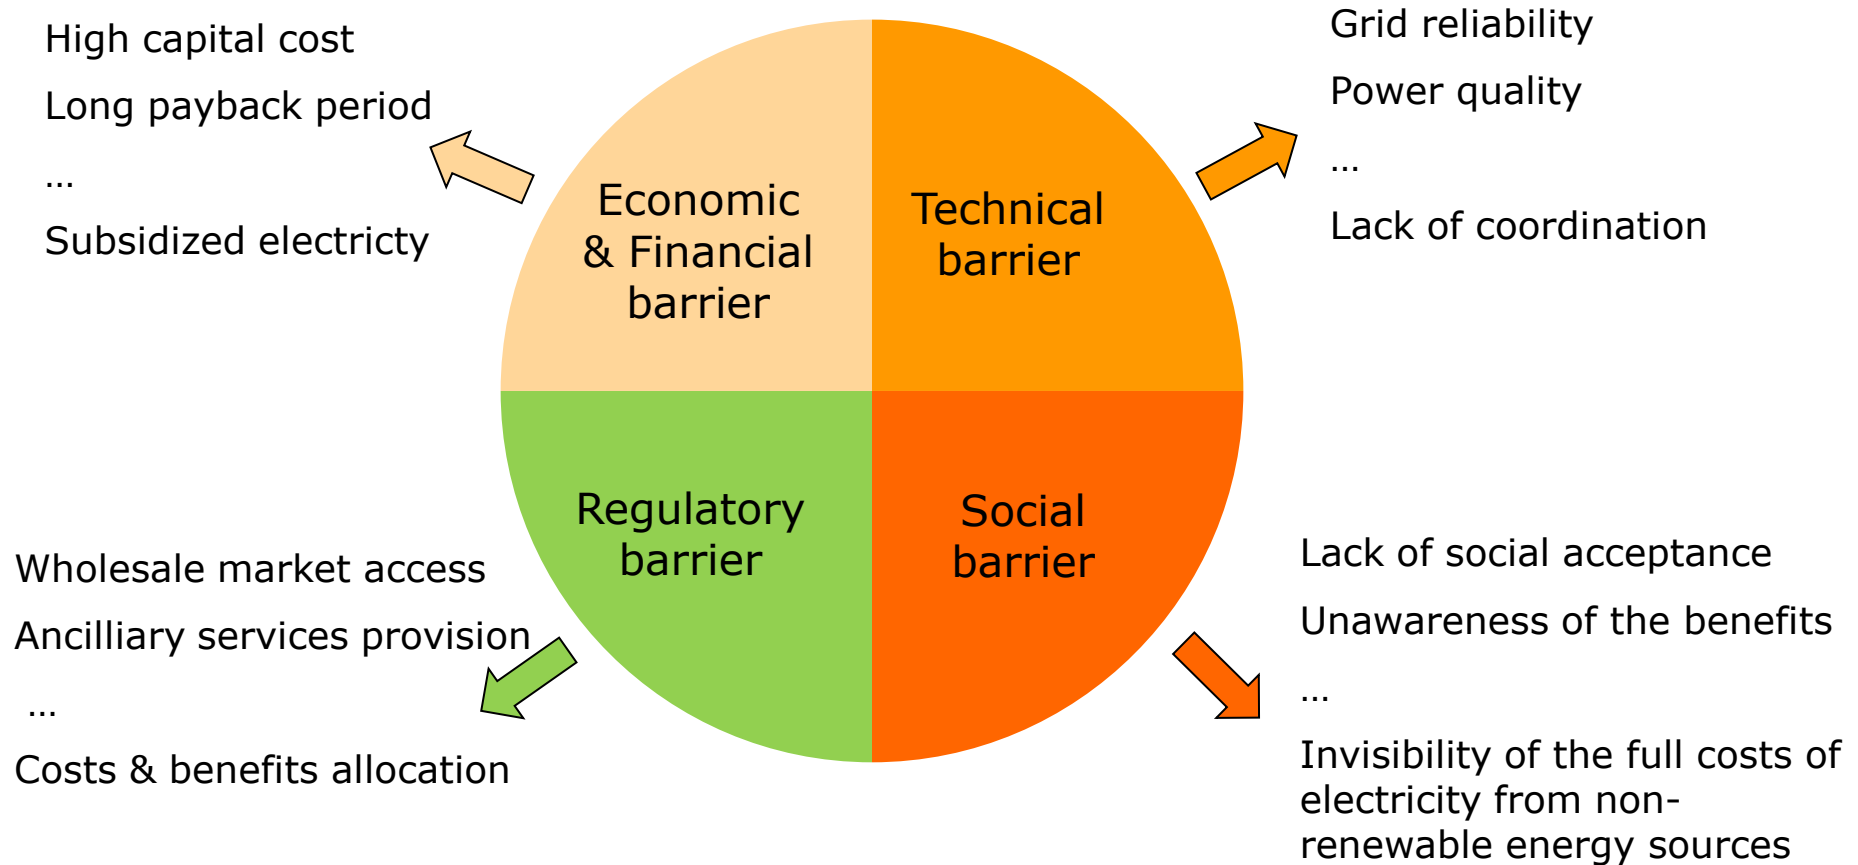 High capital cost
Long payback period
...
Subsidized electricty
Economic
& Financial
barrier
Technical
barrier
Grid reliability
Power quality
...
Lack of coordination
Regulatory
barrier
Social
barrier
Wholesale market access
Ancilliary services provision
...
Costs & benefits allocation
Lack of social acceptance
Unawareness of the benefits
...
Invisibility of the full costs of
electricity from non-
renewable energy sources